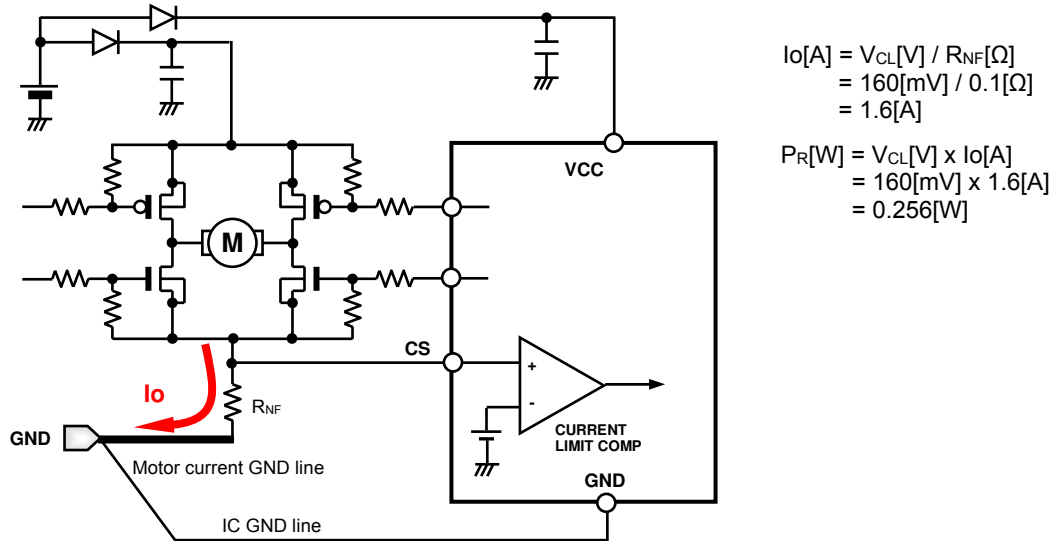 Io[A] = VCL[V] / RNF[Ω]
= 160[mV] / 0.1[Ω]
= 1.6[A]
PR[W] = VCL[V] x Io[A]
= 160[mV] x 1.6[A]
= 0.256[W]
VCC
M
CS
+
-
Io
RNF
CURRENT
LIMIT COMP
GND
Motor current GND line
GND
IC GND line